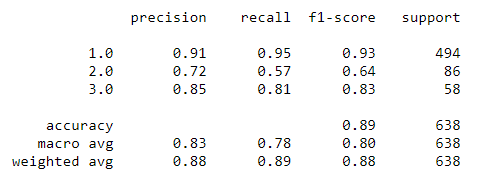 precision recall f1-score support
1.0 0.91 0.95 0.93 494
2.0 0.72 0.57 0.64 86
3.0 0.85 0.81 0.83 58
accuracy 0.89 638
macro avg 0.83 0.78 0.80 638
weighted avg 0.88 0.89 0.88 638